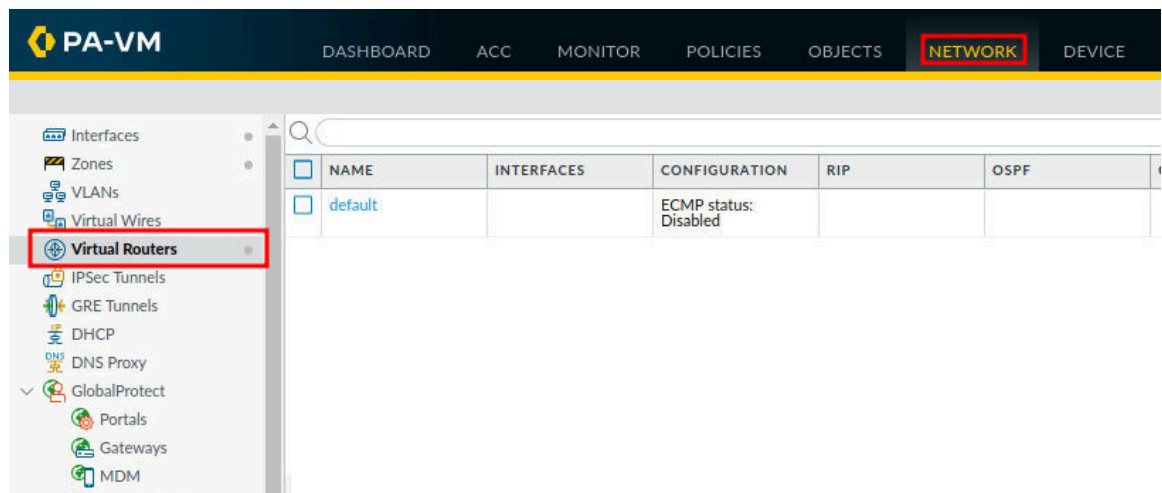 PA-VM
DASHBOARD ACC MONITOR POLICIES OBJECTS NETWORK DEVICE
Interfaces
Zones
VLANs
Virtual Wires
Virtual Routers
IPSec Tunnels
GRE Tunnels
DHCP
DNS Proxy
GlobalProtect
Portals
Gateways
MDM
NAME INTERFACES CONFIGURATION RIP OSPF
default ECMP status:
Disabled